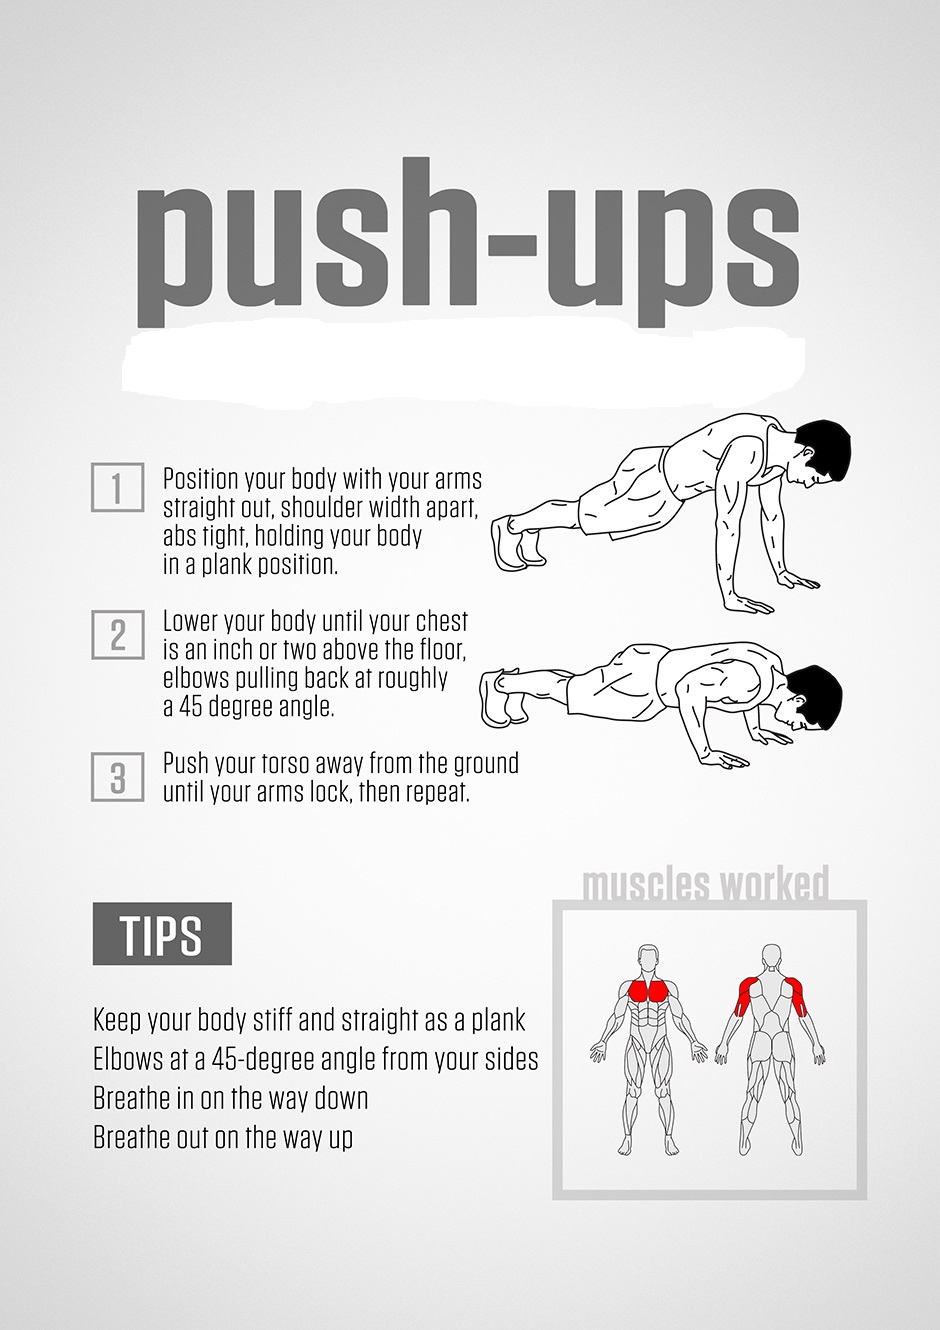 push-ups
1
Position your body with your arms
straight out, shoulder width apart,
abs tight, holding your body
in a plank position.
2
Lower your body until your chest
is an inch or two above the floor,
elbows pulling back at roughly
a 45 degree angle.
3
Push your torso away from the ground
until your arms lock, then repeat.
TIPS
Keep your body stiff and straight as a plank
Elbows at a 45-degree angle from your sides
Breathe in on the way down
Breathe out on the way up
muscles worked